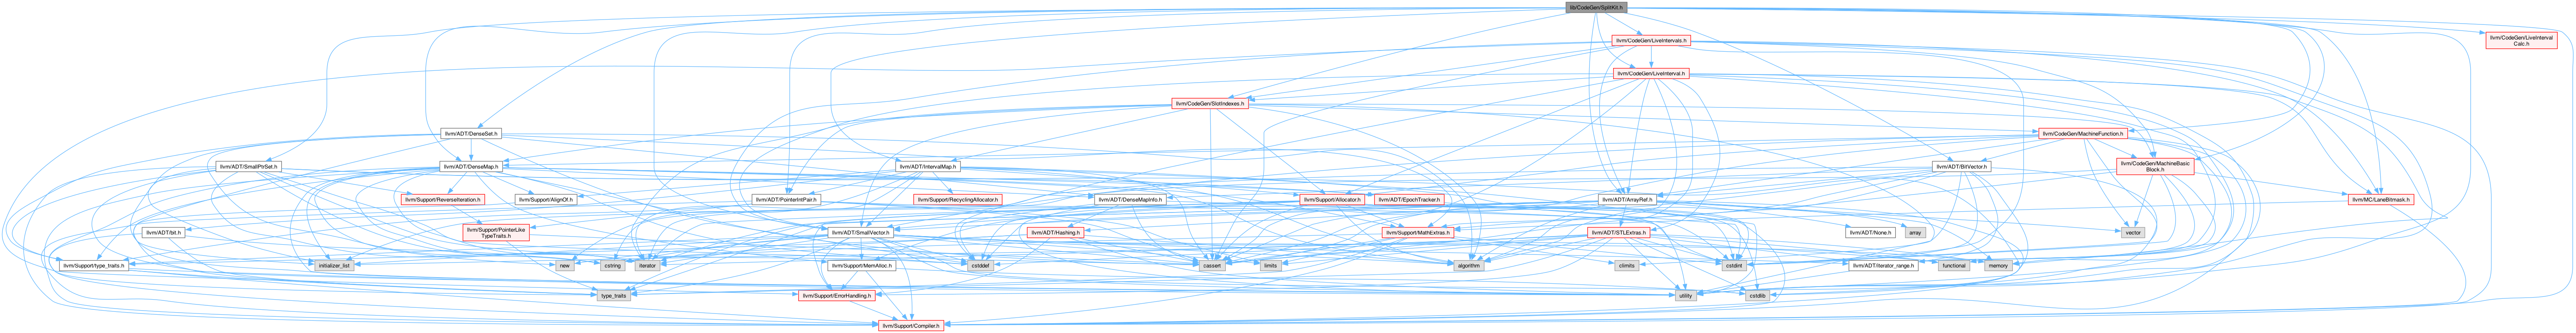 lib/CodeGen/SplitKit.h
llvm/CodeGen/LiveIntervals.h
llvm/CodeGen/LiveInterval
Calc.h
llvm/CodeGen/LiveInterval.h
llvm/CodeGen/SlotIndexes.h
llvm/ADT/DenseSet.h
llvm/CodeGen/MachineFunction.h
llvm/ADT/SmallPtrSet.h
llvm/ADT/DenseMap.h
llvm/ADT/IntervalMap.h
llvm/ADT/BitVector.h
llvm/CodeGen/MachineBasic
Block.h
llvm/Support/ReverseIteration.h
llvm/Support/AlignOf.h
llvm/ADT/PointerIntPair.h
llvm/Support/RecyclingAllocator.h
llvm/ADT/DenseMapInfo.h
llvm/Support/Allocator.h
llvm/ADT/EpochTracker.h
llvm/ADT/ArrayRef.h
llvm/MC/LaneBitmask.h
llvm/ADT/bit.h
llvm/Support/PointerLike
TypeTraits.h
llvm/ADT/SmallVector.h
llvm/ADT/Hashing.h
llvm/Support/MathExtras.h
llvm/ADT/STLExtras.h
llvm/ADT/None.h
array
vector
llvm/Support/type_traits.h
initializer_list
new
cstring
iterator
llvm/Support/MemAlloc.h
cstddef
cassert
limits
algorithm
climits
cstdint
llvm/ADT/iterator_range.h
functional
memory
type_traits
llvm/Support/ErrorHandling.h
utility
cstdlib
llvm/Support/Compiler.h